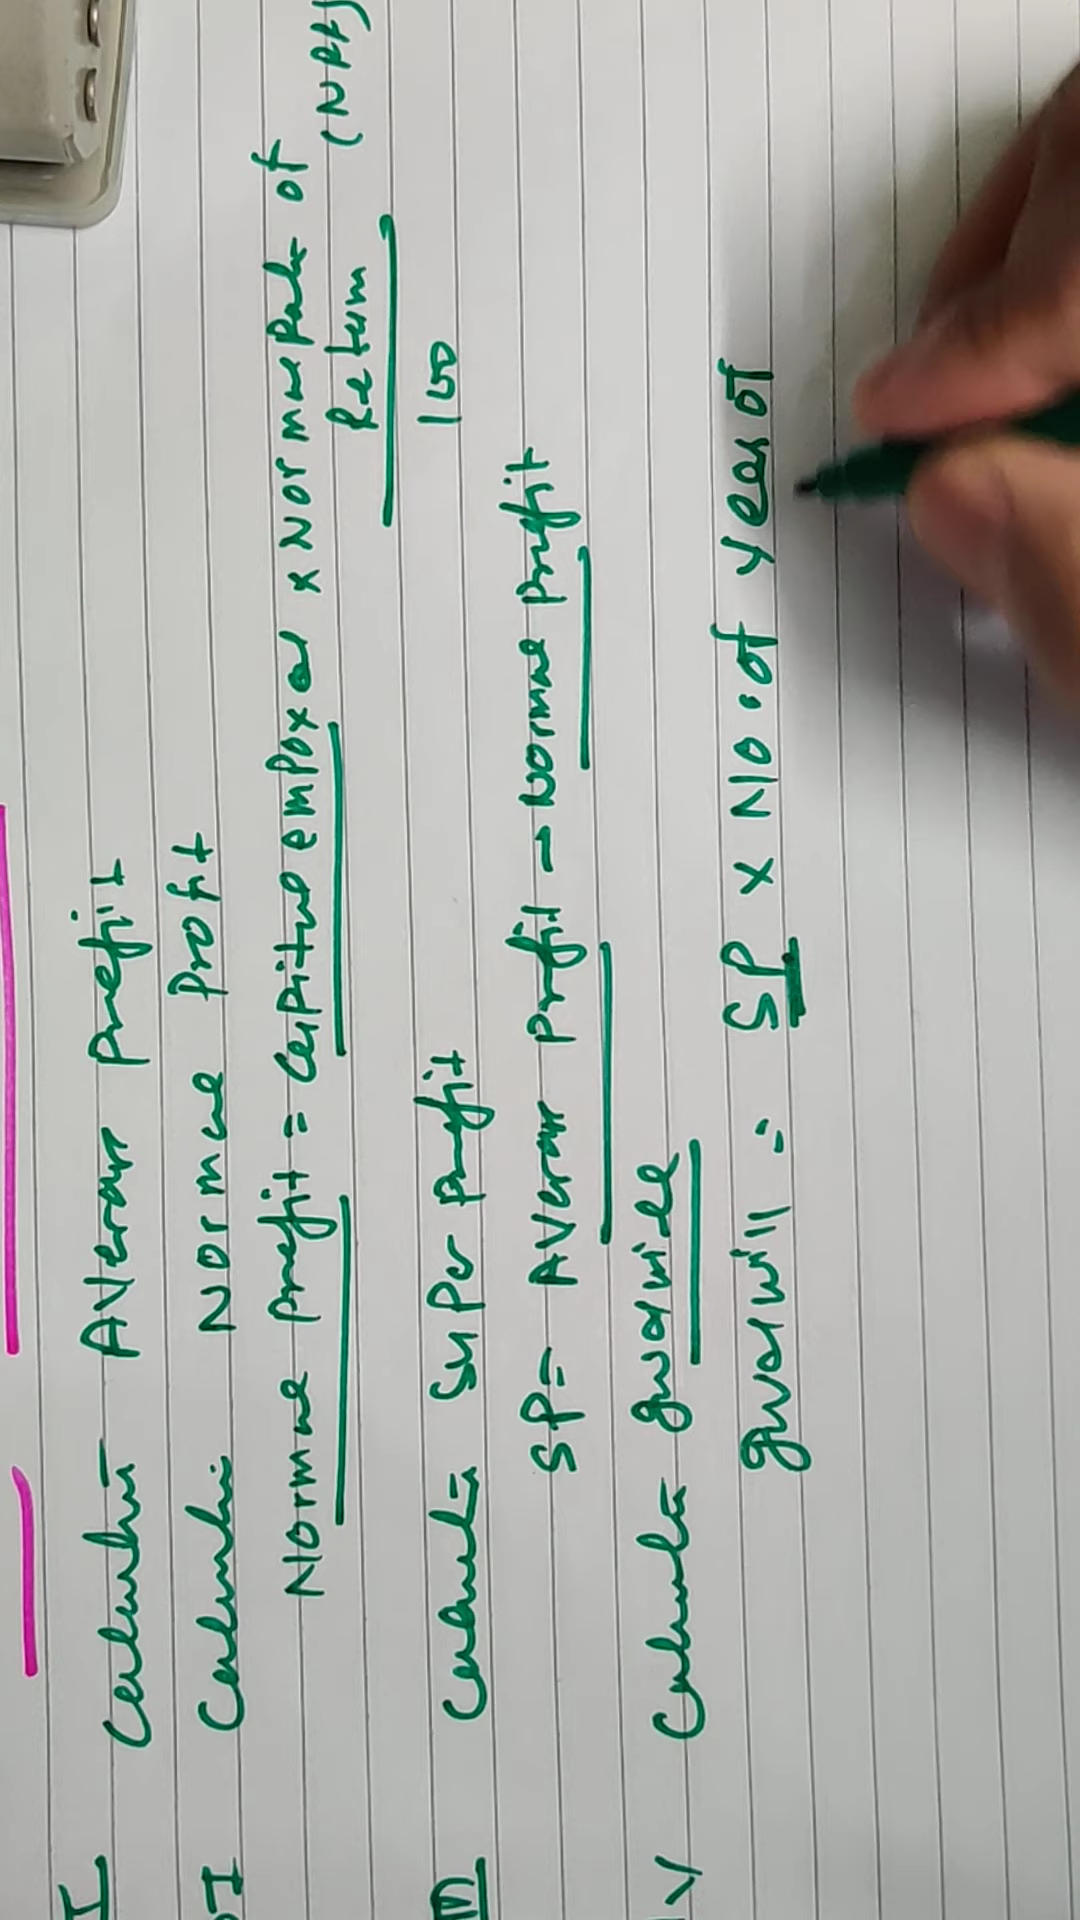 I Calculate Average profit
II Calculate Normal profit
Normal profit = Capital employed x Normal Rate of
Return (NRR)
100
III Calculate Super profit
SP = Average profit - Normal profit
IV Calculate goodwill
goodwill = SP x No. of years of